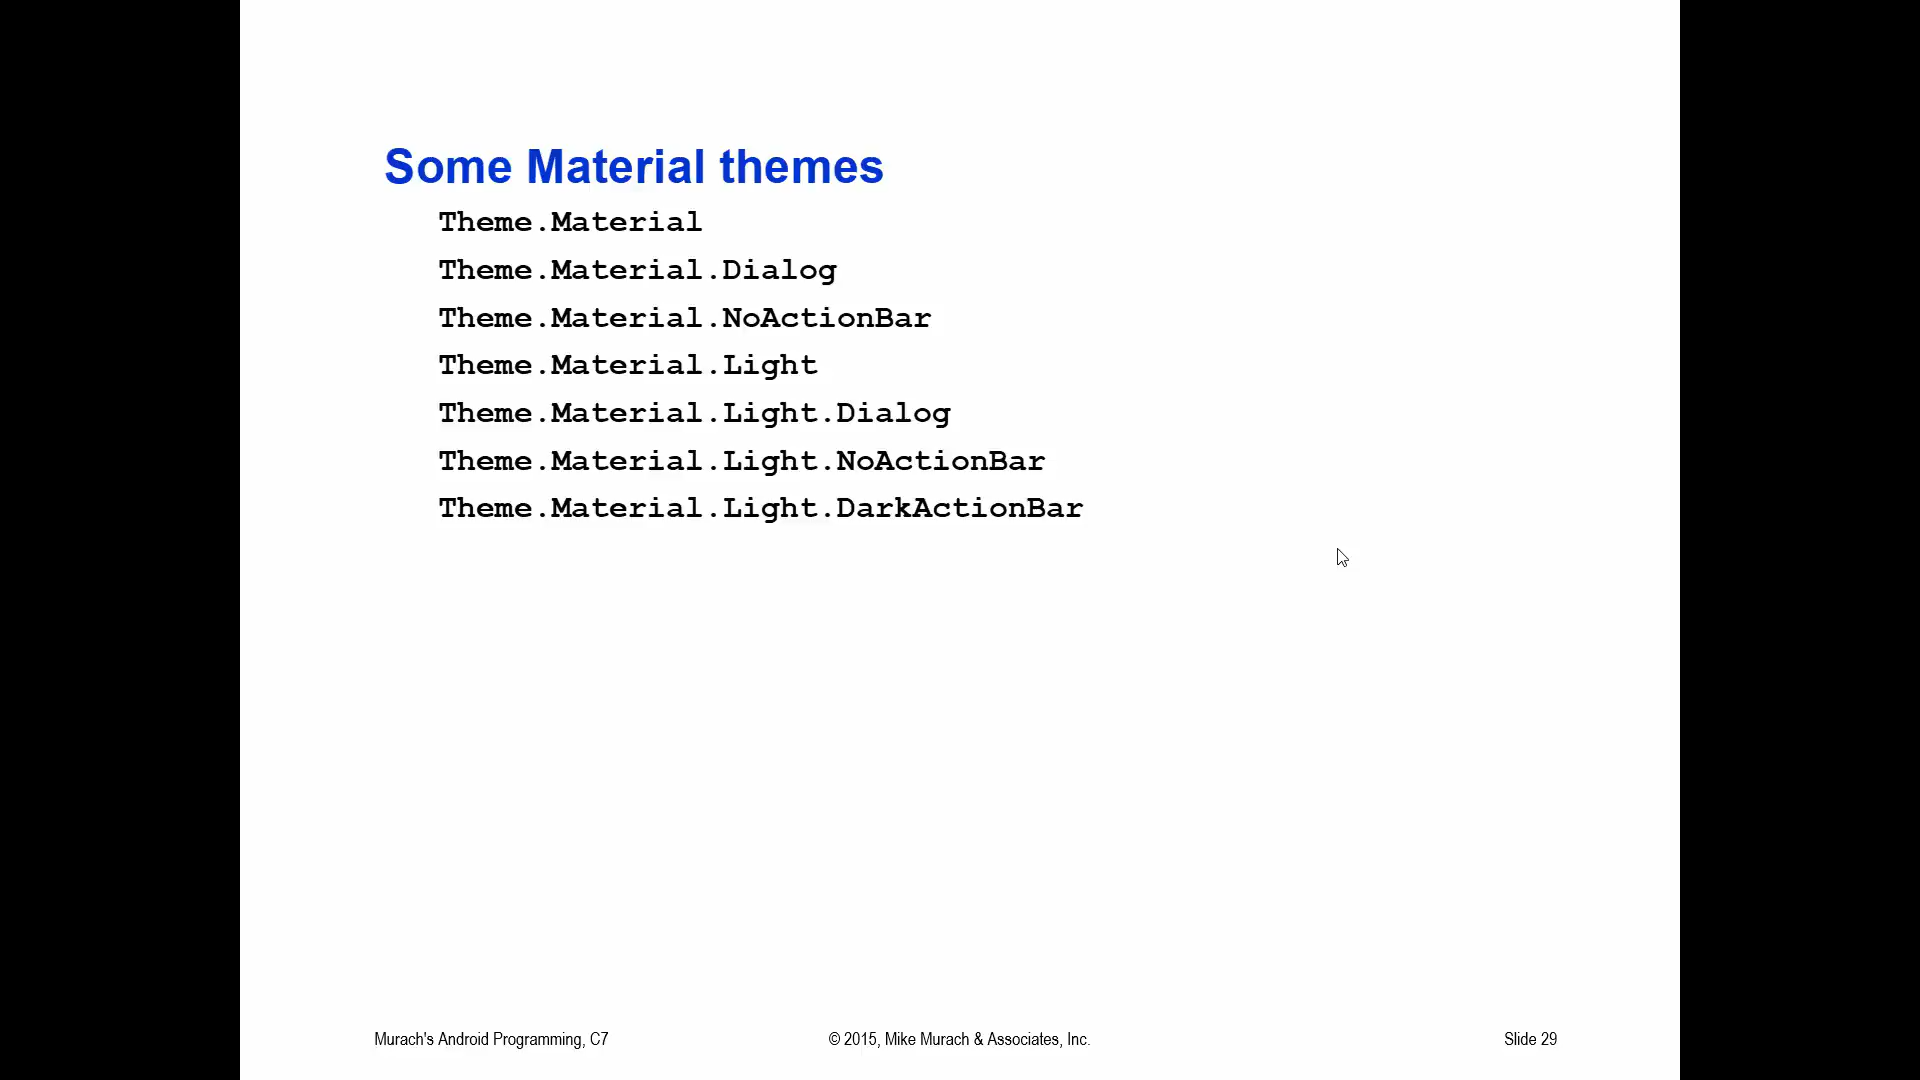 Some Material themes
Theme.Material
Theme.Material.Dialog
Theme.Material.NoActionBar
Theme.Material.Light
Theme.Material.Light.Dialog
Theme.Material.Light.NoActionBar
Theme.Material.Light.DarkActionBar
Murach's Android Programming, C7
© 2015, Mike Murach & Associates, Inc.
Slide 29